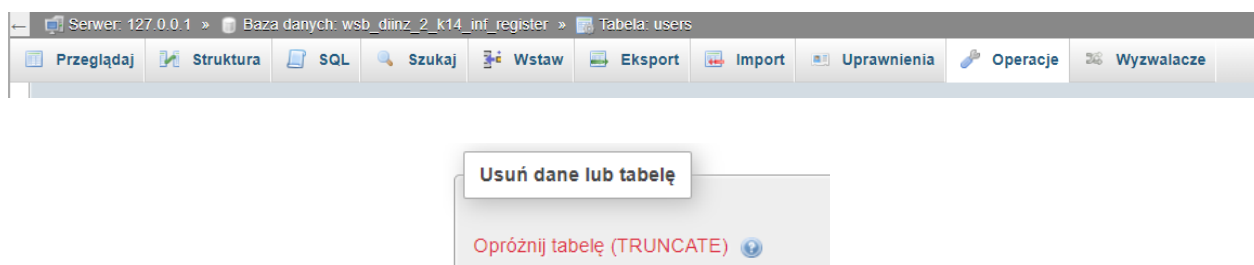 ← Serwer: 127.0.0.1 » Baza danych: wsb_diinz_2_k14_inf_register » Tabela: users
Przeglądaj Struktura SQL Szukaj Wstaw Eksport Import Uprawnienia Operacje Wyzwalacze
Usuń dane lub tabelę
Opróżnij tabelę (TRUNCATE)